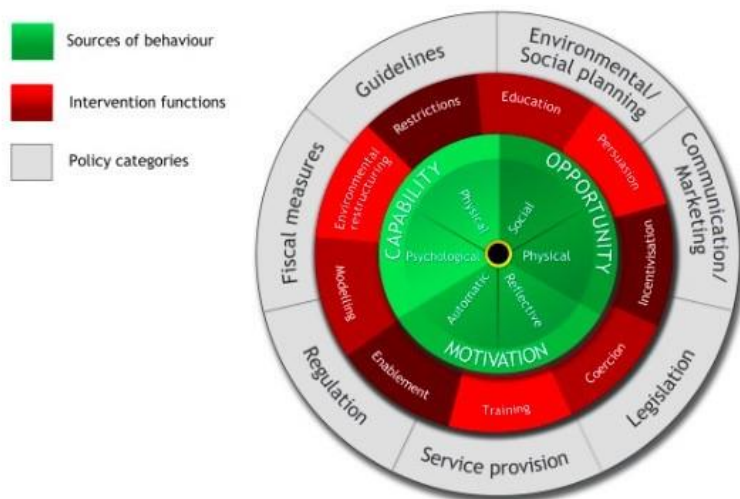 Sources of behaviour
Intervention functions
Policy categories
Guidelines
Environmental/
Social planning
Communication/
Marketing
Legislation
Service provision
Regulation
Fiscal measures
Restrictions
Education
Persuasion
Incentivisation
Coercion
Training
Enablement
Modelling
Environmental
restructuring
CAPABILITY
OPPORTUNITY
MOTIVATION
Physical
Social
Psychological
Physical
Automatic
Reflective